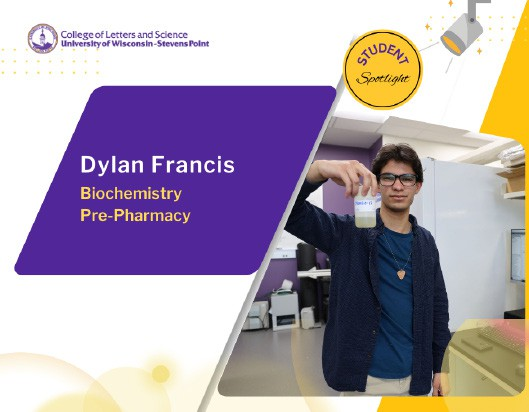 College of Letters and Science
University of Wisconsin - Stevens Point
STUDENT
Spotlight
Dylan Francis
Biochemistry
Pre-Pharmacy